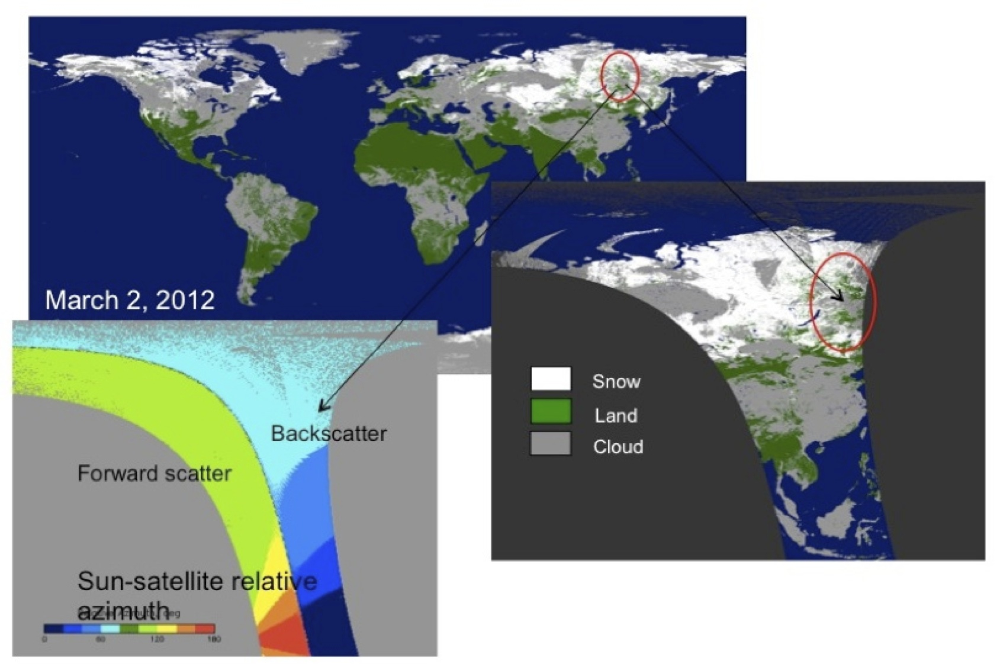 March 2, 2012
Snow
Land
Cloud
Backscatter
Forward scatter
Sun-satellite relative
azimuth
0 60 120 180